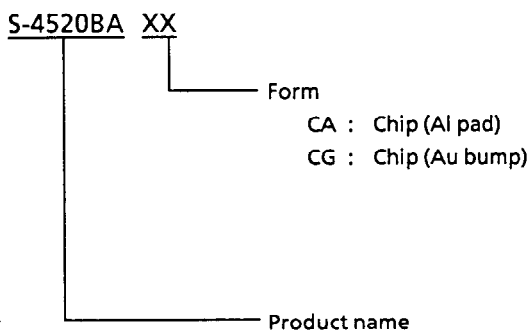 S-4520BA XX
Form
CA : Chip (Al pad)
CG : Chip (Au bump)
Product name